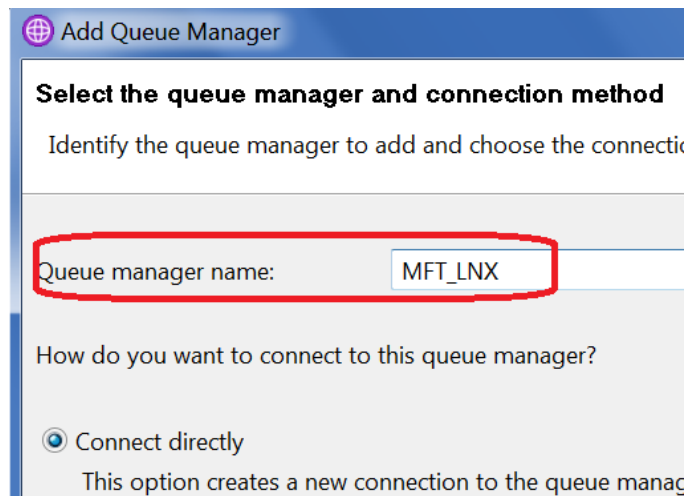 Add Queue Manager
Select the queue manager and connection method
Identify the queue manager to add and choose the
Queue manager name: MFT_LNX
How do you want to connect to this queue manager?
Connect directly
This option creates a new connection to the queue